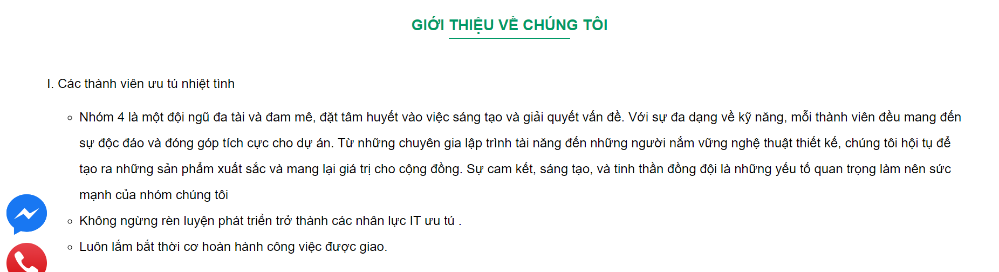 GIỚI THIỆU VỀ CHÚNG TÔI
I. Các thành viên ưu tú nhiệt tình
Nhóm 4 là một đội ngũ đa tài và đam mê, đặt tâm huyết vào việc sáng tạo và giải quyết vấn đề. Với sự đa dạng về kỹ năng, mỗi thành viên đều mang đến
sự độc đáo và đóng góp tích cực cho dự án. Từ những chuyên gia lập trình tài năng đến những người nắm vững nghệ thuật thiết kế, chúng tôi hội tụ để
tạo ra những sản phẩm xuất sắc và mang lại giá trị cho cộng đồng. Sự cam kết, sáng tạo, và tinh thần đồng đội là những yếu tố quan trọng làm nên sức
mạnh của nhóm chúng tôi
Không ngừng rèn luyện phát triển trở thành các nhân lực IT ưu tú .
Luôn lắm bắt thời cơ hoàn hành công việc được giao.